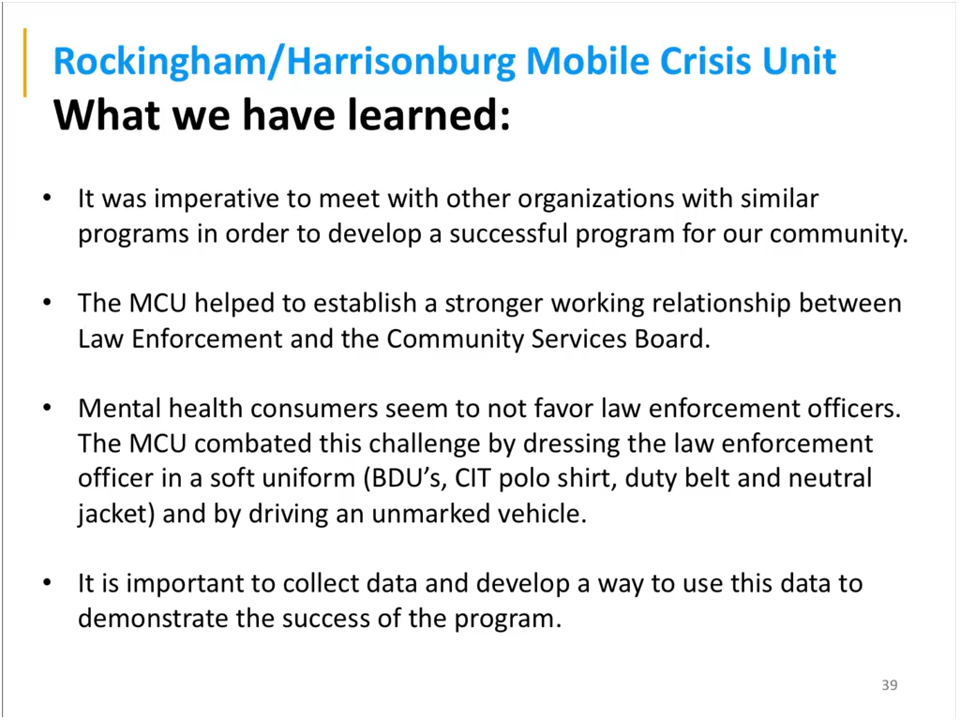 Rockingham/Harrisonburg Mobile Crisis Unit
What we have learned:
• It was imperative to meet with other organizations with similar
programs in order to develop a successful program for our community.
• The MCU helped to establish a stronger working relationship between
Law Enforcement and the Community Services Board.
• Mental health consumers seem to not favor law enforcement officers.
The MCU combated this challenge by dressing the law enforcement
officer in a soft uniform (BDU’s, CIT polo shirt, duty belt and neutral
jacket) and by driving an unmarked vehicle.
• It is important to collect data and develop a way to use this data to
demonstrate the success of the program.
39